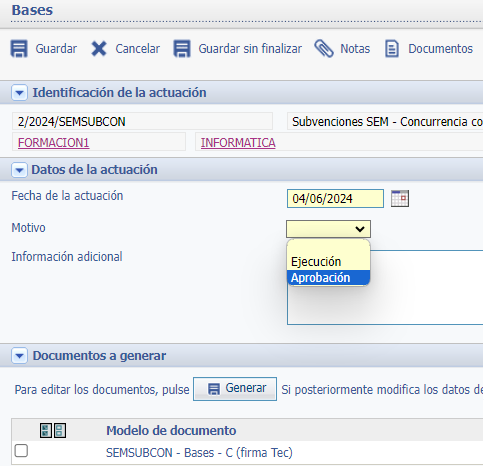 Bases
Guardar Cancelar Guardar sin finalizar Notas Documentos
Identificación de la actuación
2/2024/SEMSUBCON Subvenciones SEM - Concurrencia co
FORMACION1 INFORMATICA
Datos de la actuación
Fecha de la actuación 04/06/2024
Motivo
Ejecución
Información adicional
Aprobación
Documentos a generar
Para editar los documentos, pulse Generar Si posteriormente modifica los datos de
Modelo de documento
SEMSUBCON - Bases - C (firma Tec)